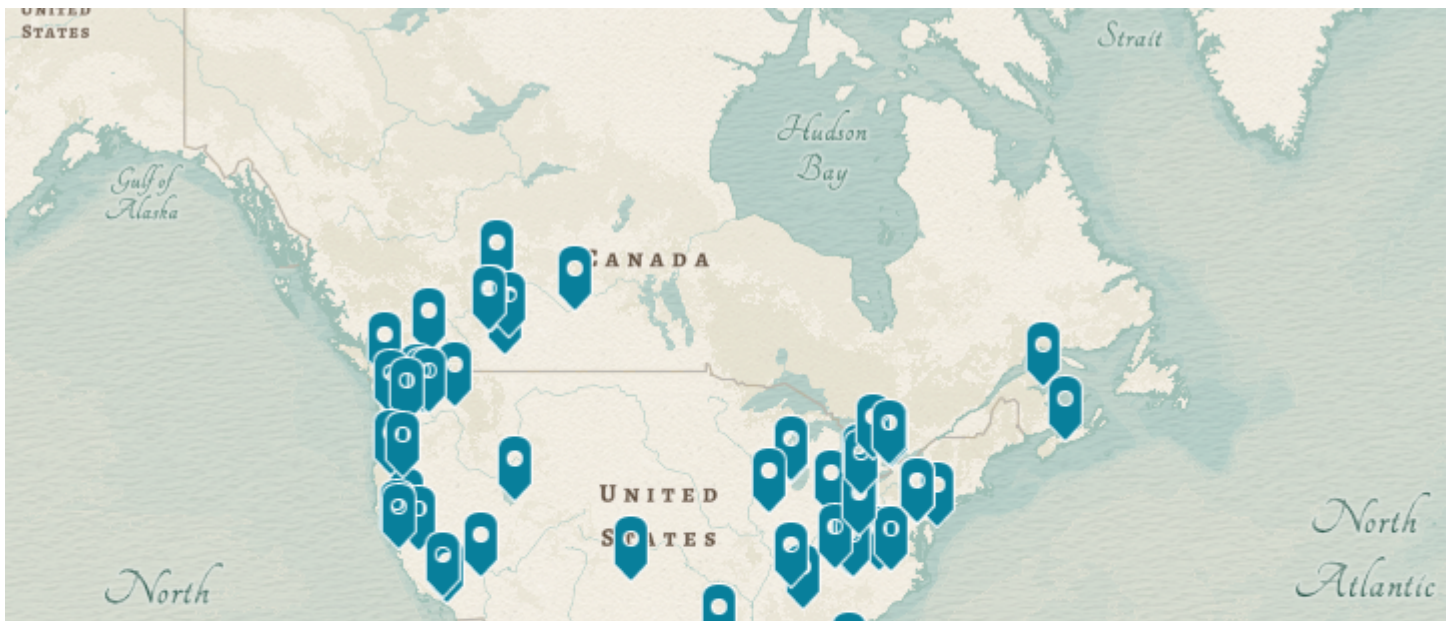 UNITED
STATES
Strait
Hudson
Bay
Gulf of
Alaska
CANADA
UNITED
STATES
North
North
Atlantic